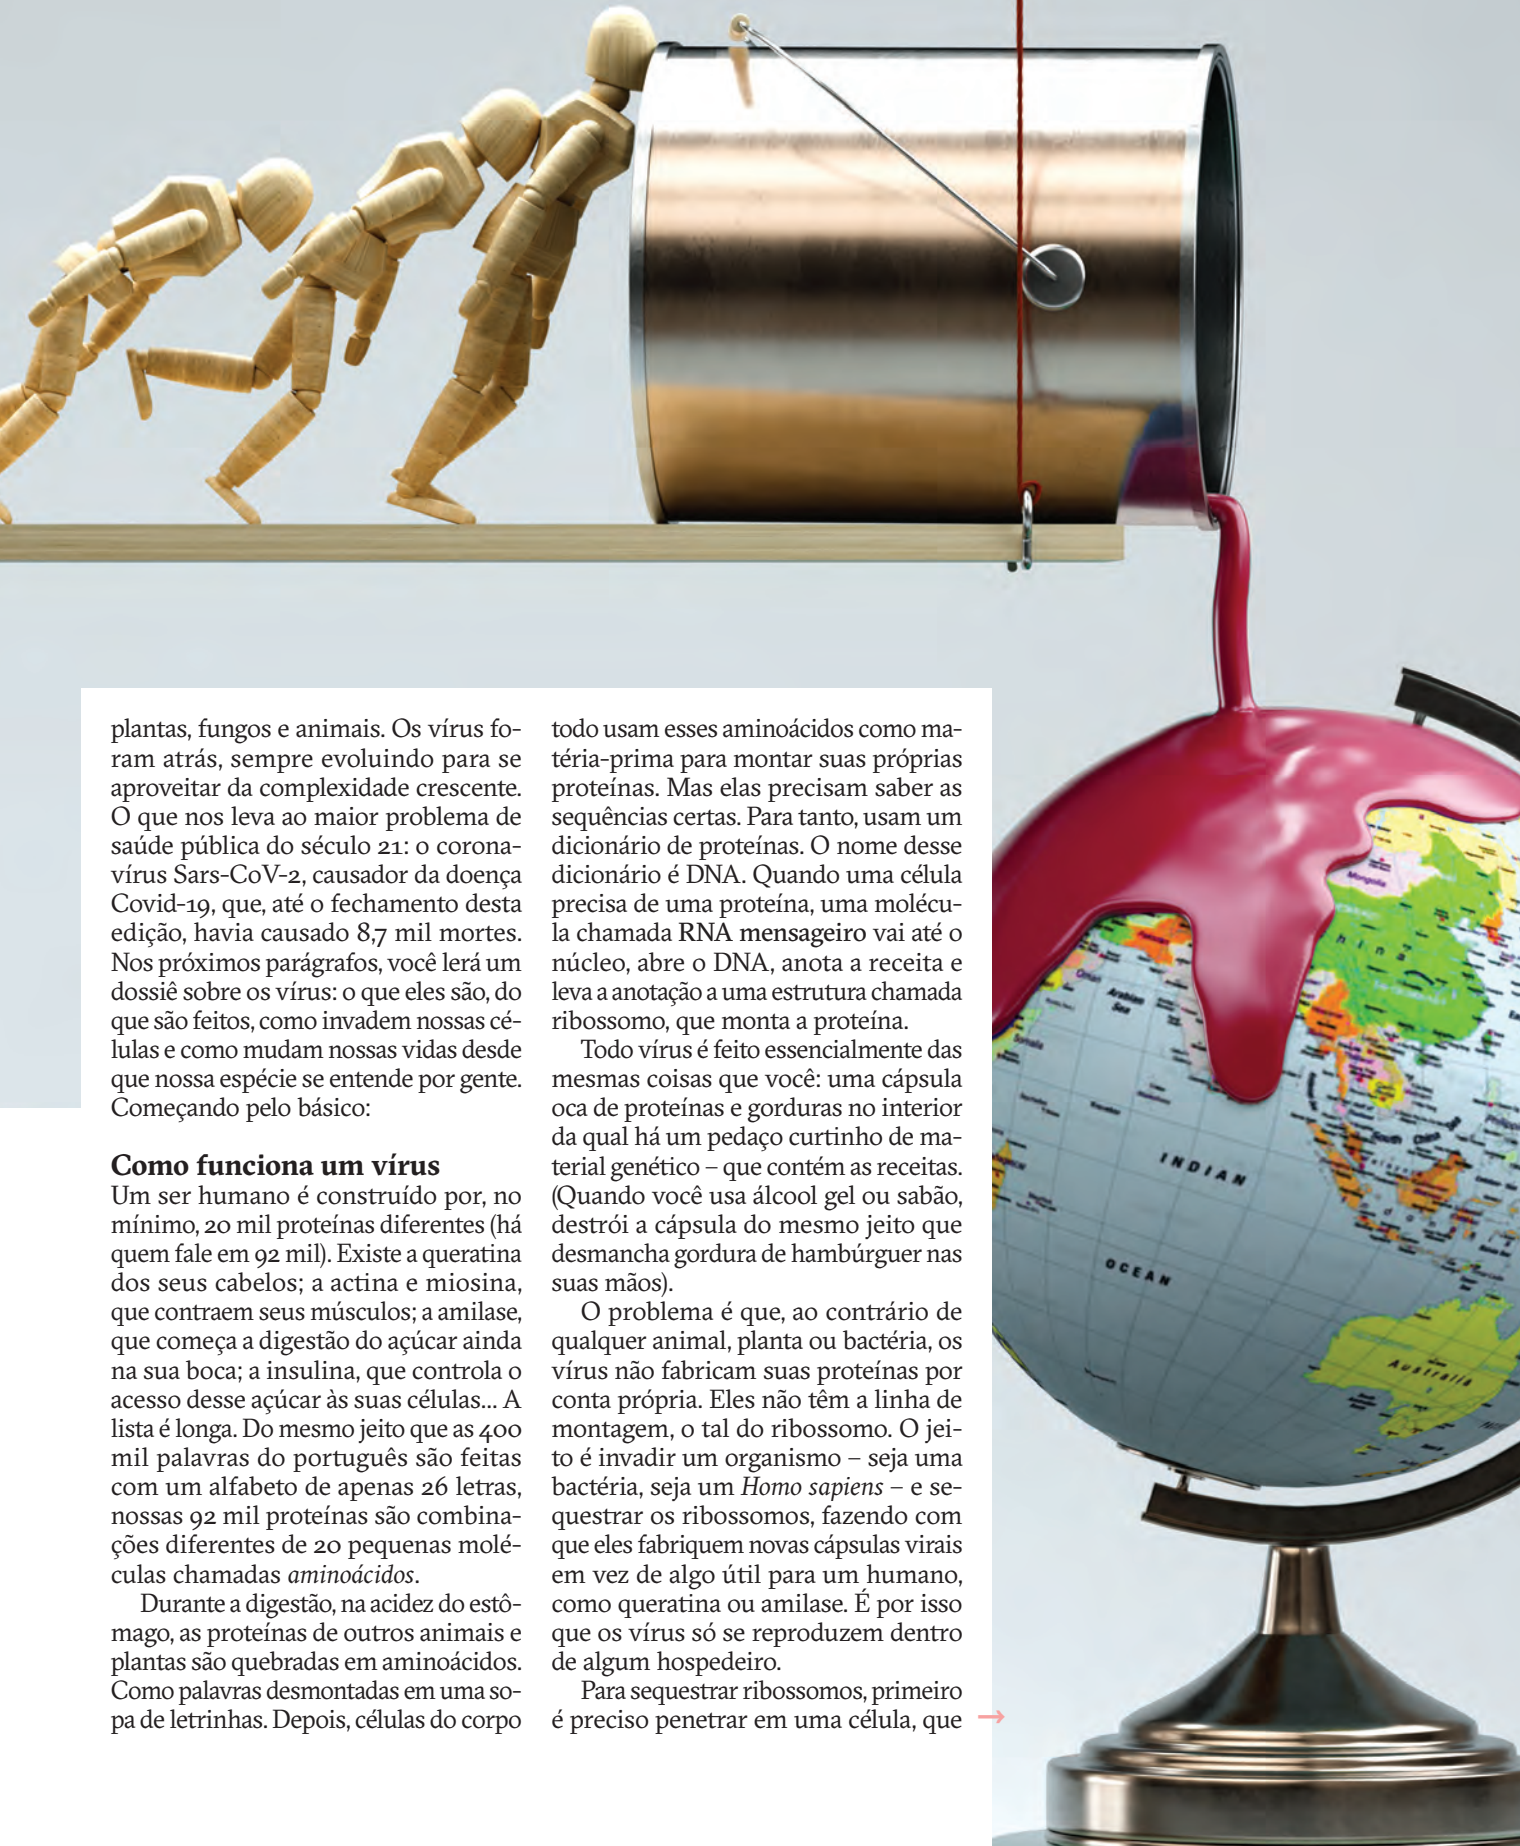 plantas, fungos e animais. Os vírus fo-
ram atrás, sempre evoluindo para se
aproveitar da complexidade crescente.
O que nos leva ao maior problema de
saúde pública do século 21: o corona-
vírus Sars-CoV-2, causador da doença
Covid-19, que, até o fechamento desta
edição, havia causado 8,7 mil mortes.
Nos próximos parágrafos, você lerá um
dossiê sobre os vírus: o que eles são, do
que são feitos, como invadem nossas cé-
lulas e como mudam nossas vidas desde
que nossa espécie se entende por gente.
Começando pelo básico:
Como funciona um vírus
Um ser humano é construído por, no
mínimo, 20 mil proteínas diferentes (há
quem fale em 92 mil). Existe a queratina
dos seus cabelos; a actina e miosina,
que contraem seus músculos; a amilase,
que começa a digestão do açúcar ainda
na sua boca; a insulina, que controla o
acesso desse açúcar às suas células... A
lista é longa. Do mesmo jeito que as 400
mil palavras do português são feitas
com um alfabeto de apenas 26 letras,
nossas 92 mil proteínas são combina-
ções diferentes de 20 pequenas molé-
culas chamadas aminoácidos.
Durante a digestão, na acidez do estô-
mago, as proteínas de outros animais e
plantas são quebradas em aminoácidos.
Como palavras desmontadas em uma so-
pa de letrinhas. Depois, células do corpo
todo usam esses aminoácidos como ma-
téria-prima para montar suas próprias
proteínas. Mas elas precisam saber as
sequências certas. Para tanto, usam um
dicionário de proteínas. O nome desse
dicionário é DNA. Quando uma célula
precisa de uma proteína, uma molécu-
la chamada RNA mensageiro vai até o
núcleo, abre o DNA, anota a receita e
leva a anotação a uma estrutura chamada
ribossomo, que monta a proteína.
Todo vírus é feito essencialmente das
mesmas coisas que você: uma cápsula
oca de proteínas e gorduras no interior
da qual há um pedaço curtinho de ma-
terial genético – que contém as receitas.
(Quando você usa álcool gel ou sabão,
destrói a cápsula do mesmo jeito que
desmancha gordura de hambúrguer nas
suas mãos).
O problema é que, ao contrário de
qualquer animal, planta ou bactéria, os
vírus não fabricam suas proteínas por
conta própria. Eles não têm a linha de
montagem, o tal do ribossomo. O jei-
to é invadir um organismo – seja uma
bactéria, seja um Homo sapiens – e se-
questrar os ribossomos, fazendo com
que eles fabriquem novas cápsulas virais
em vez de algo útil para um humano,
como queratina ou amilase. É por isso
que os vírus só se reproduzem dentro
de algum hospedeiro.
Para sequestrar ribossomos, primeiro
é preciso penetrar em uma célula, que →
Mongolia
Oman
Arabian
Sea
Somalia
South China
INDIAN
OCEAN
Australia